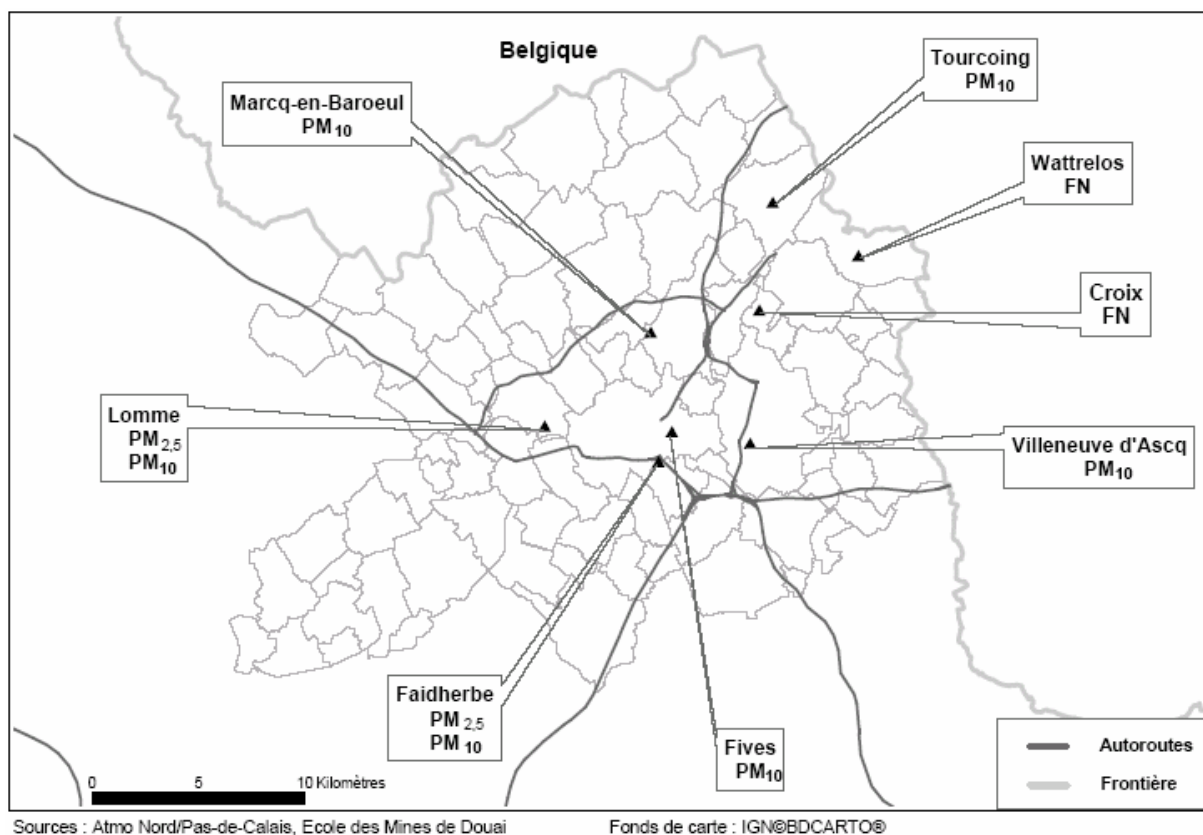 Belgique
Tourcoing
PM10
Marcq-en-Baroeul
PM10
Wattrelos
FN
Croix
FN
Lomme
PM2,5
PM10
Villeneuve d'Ascq
PM10
Faidherbe
PM 2,5
PM 10
Fives
PM10
Autoroutes
Frontière
0 5 10 Kilomètres
Sources : Atmo Nord/Pas-de-Calais, Ecole des Mines de Douai Fonds de carte : IGN©BDCARTO®